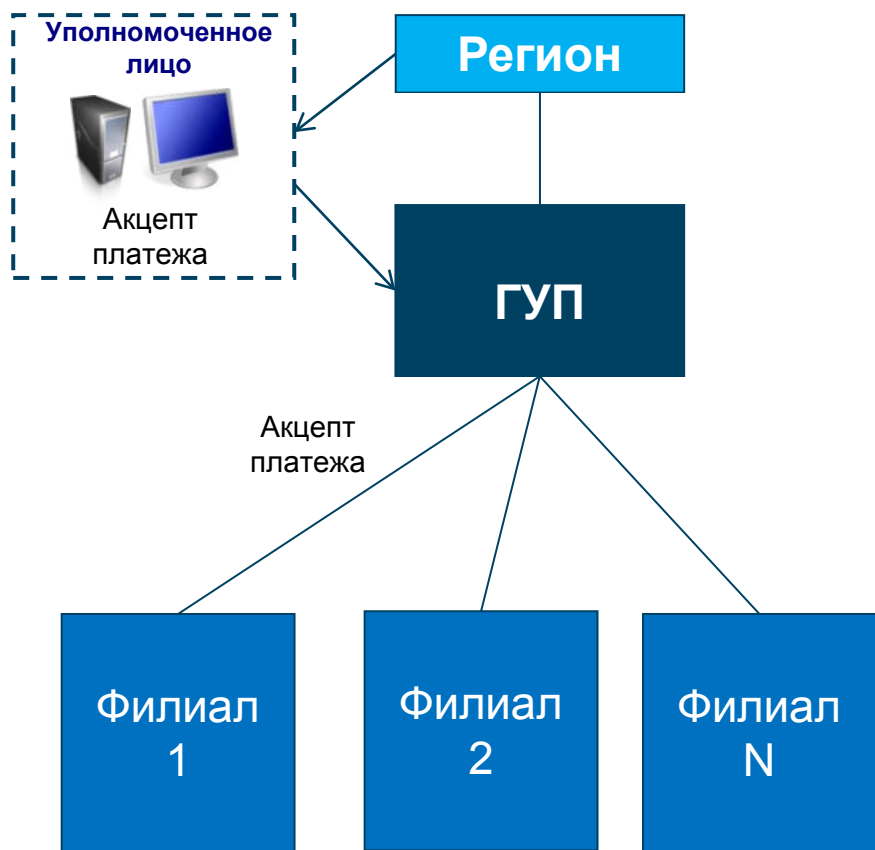 Уполномоченное
лицо
Акцепт
платежа
Регион
ГУП
Акцепт
платежа
Филиал
1
Филиал
2
Филиал
N